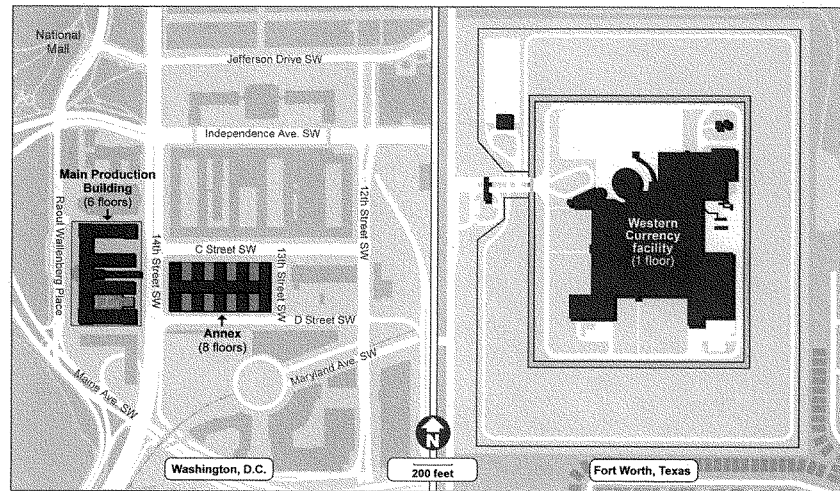 National
Mall
Jefferson Drive SW
Independence Ave. SW
Main Production
Building
(6 floors)
Raoul Wallenberg Place
14th Street SW
C Street SW
13th Street SW
12th Street SW
D Street SW
Annex
(8 floors)
Maine Ave. SW
Maryland Ave. SW
Washington, D.C.
N
200 feet
Western
Currency
facility
(1 floor)
Fort Worth, Texas